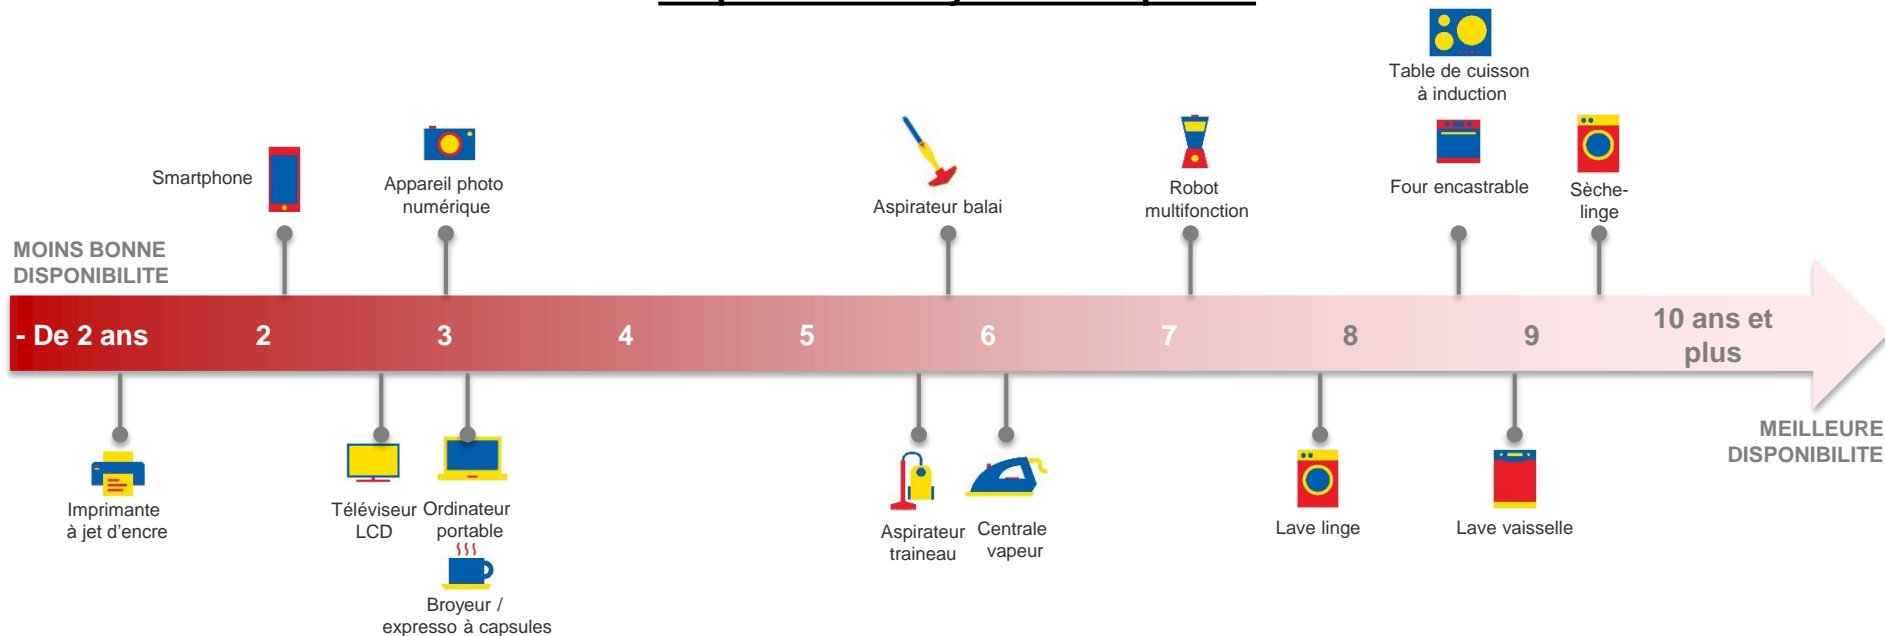 Table de cuisson
à induction
Smartphone
Appareil photo
numérique
Aspirateur balai
Robot
multifonction
Four encastrable
Sèche-
linge
MOINS BONNE
DISPONIBILITE
- De 2 ans 2 3 4 5 6 7 8 9 10 ans et
plus
MEILLEURE
DISPONIBILITE
Imprimante
à jet d’encre
Téléviseur
LCD
Ordinateur
portable
Broyeur /
expresso à capsules
Aspirateur
traineau
Centrale
vapeur
Lave linge
Lave vaisselle